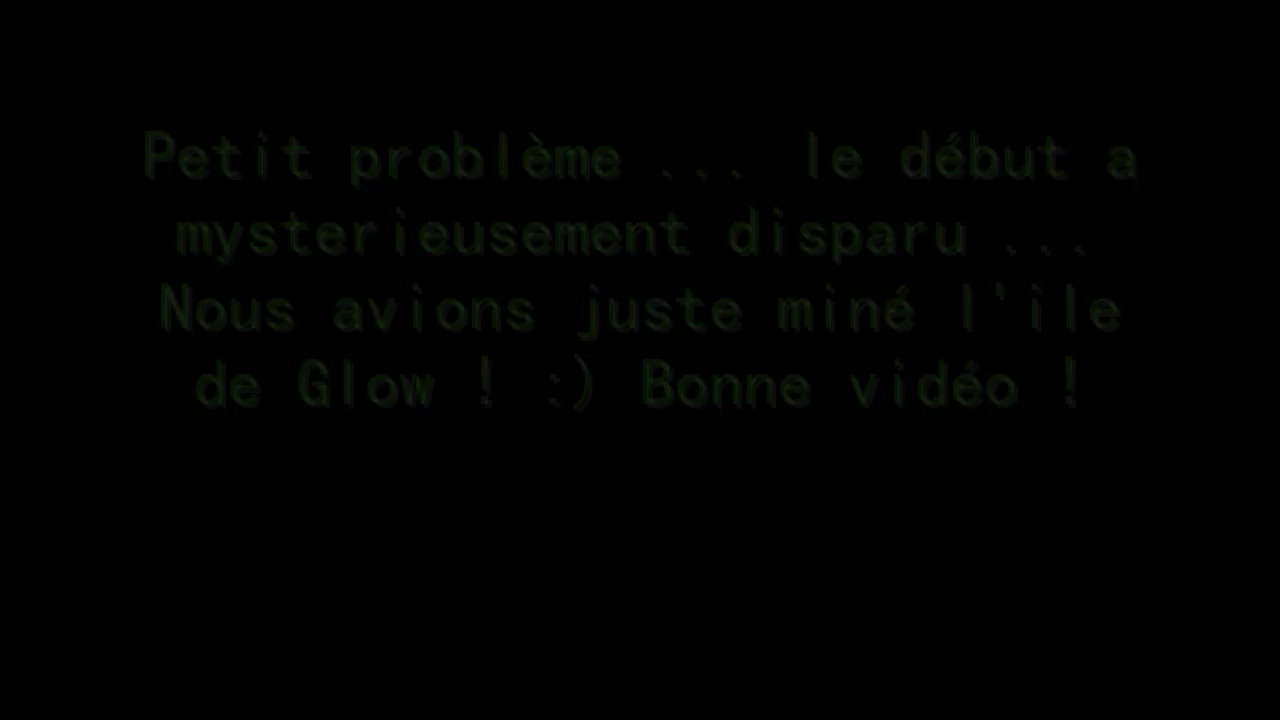 Petit problème ... le début a
mysterieusement disparu ...
Nous avions juste miné l'ile
de Glow ! :) Bonne vidéo !